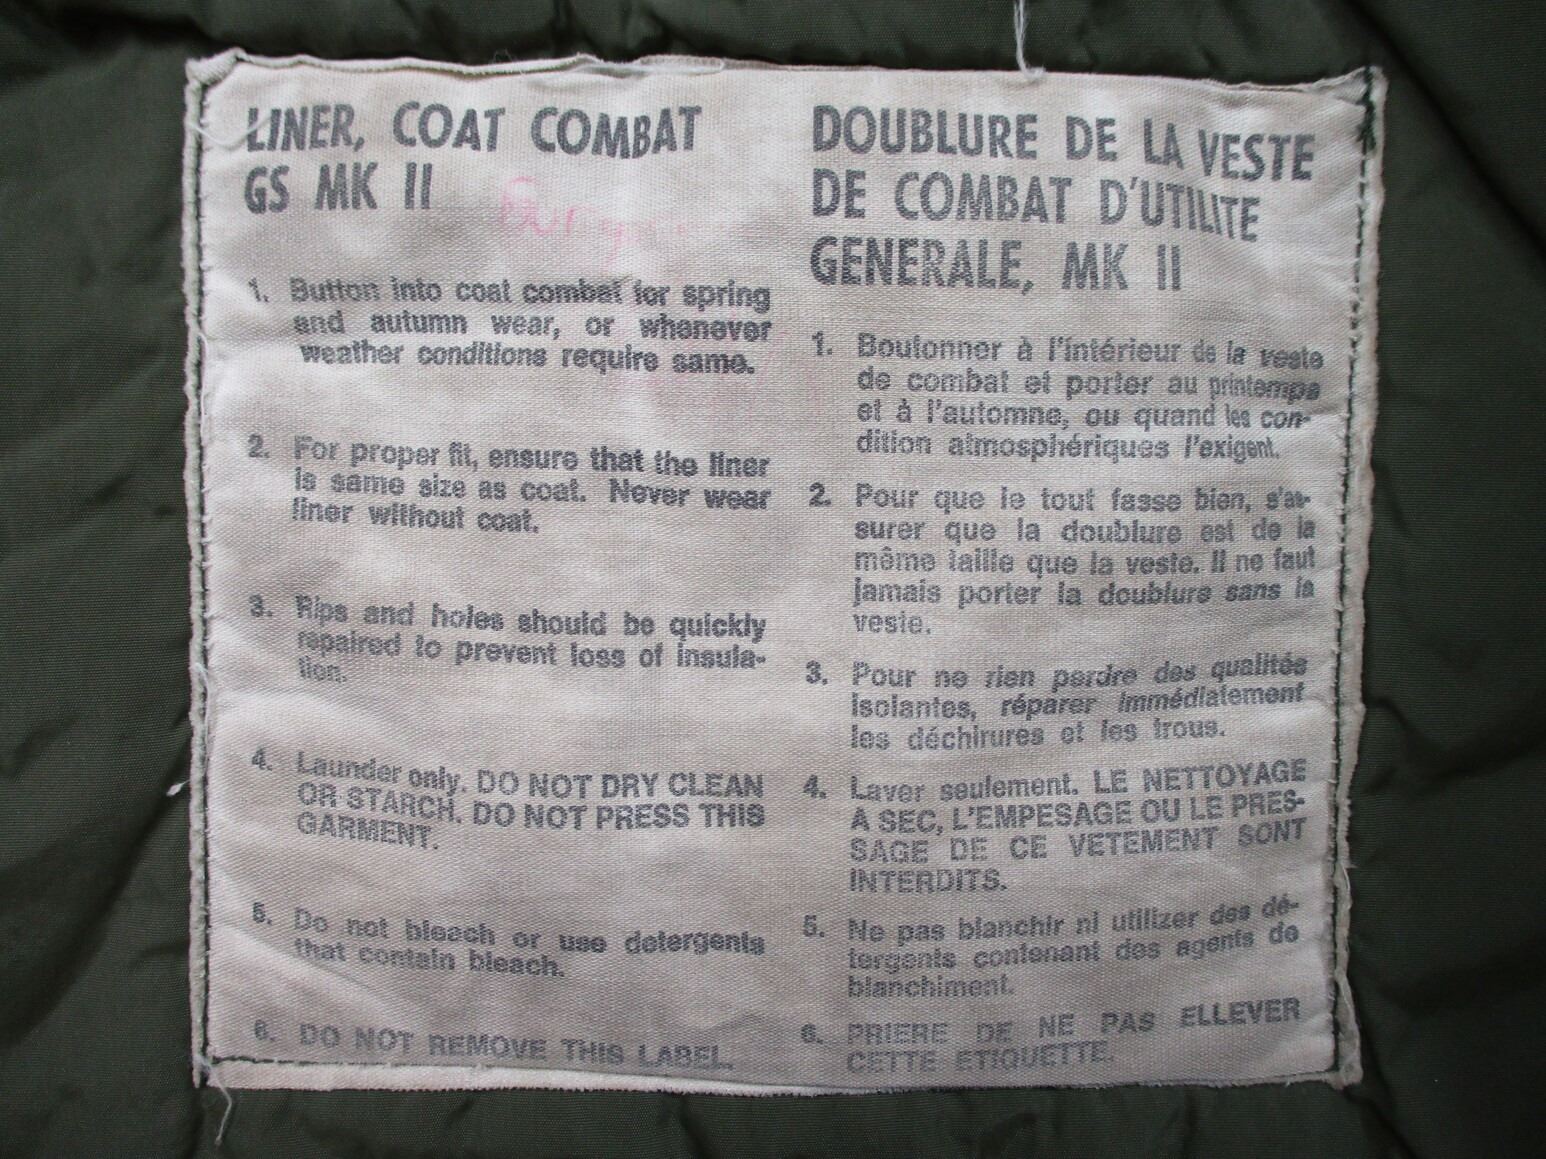 LINER, COAT COMBAT
GS MK II
1. Button into coat combat for spring
and autumn wear, or whenever
weather conditions require same.
2. For proper fit, ensure that the liner
is same size as coat. Never wear
liner without coat.
3. Rips and holes should be quickly
repaired to prevent loss of insula-
tion.
4. Launder only. DO NOT DRY CLEAN
OR STARCH. DO NOT PRESS THIS
GARMENT.
5. Do not bleach or use detergents
that contain bleach.
6. DO NOT REMOVE THIS LABEL.
DOUBLURE DE LA VESTE
DE COMBAT D'UTILITE
GENERALE, MK II
1. Boutonner à l'intérieur de la veste
de combat et porter au printemps
et à l'automne, ou quand les con-
dition atmosphériques l'exigent.
2. Pour que le tout fasse bien, s'as-
surer que la doublure est de la
même taille que la veste. Il ne faut
jamais porter la doublure sans la
veste.
3. Pour ne rien perdre des qualités
isolantes, réparer immédiatement
les déchirures et les trous.
4. Laver seulement. LE NETTOYAGE
A SEC, L'EMPESAGE OU LE PRES-
SAGE DE CE VETEMENT SONT
INTERDITS.
5. Ne pas blanchir ni utilizer des dé-
tergents contenant des agents de
blanchiment.
6. PRIERE DE NE PAS ELLEVER
CETTE ETIQUETTE.